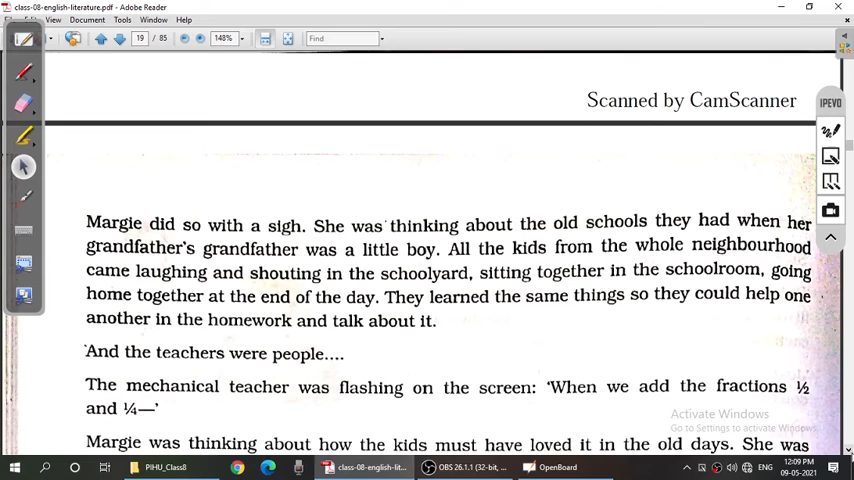 class-08-english-literature.pdf - Adobe Reader
View Document Tools Window Help
19 / 85 148% Find
Scanned by CamScanner
IPEVO
Margie did so with a sigh. She was thinking about the old schools they had when her
grandfather's grandfather was a little boy. All the kids from the whole neighbourhood
came laughing and shouting in the schoolyard, sitting together in the schoolroom, going
home together at the end of the day. They learned the same things so they could help one
another in the homework and talk about it.
And the teachers were people....
The mechanical teacher was flashing on the screen: 'When we add the fractions ½
and ¼—'
Activate Windows
Go to Settings to activate Windows.
Margie was thinking about how the kids must have loved it in the old days. She was
PIHU_Class8 class-08-english-lit... OBS 26.1.1 (32-bit, ... OpenBoard ENG 12:09 PM
09-05-2021